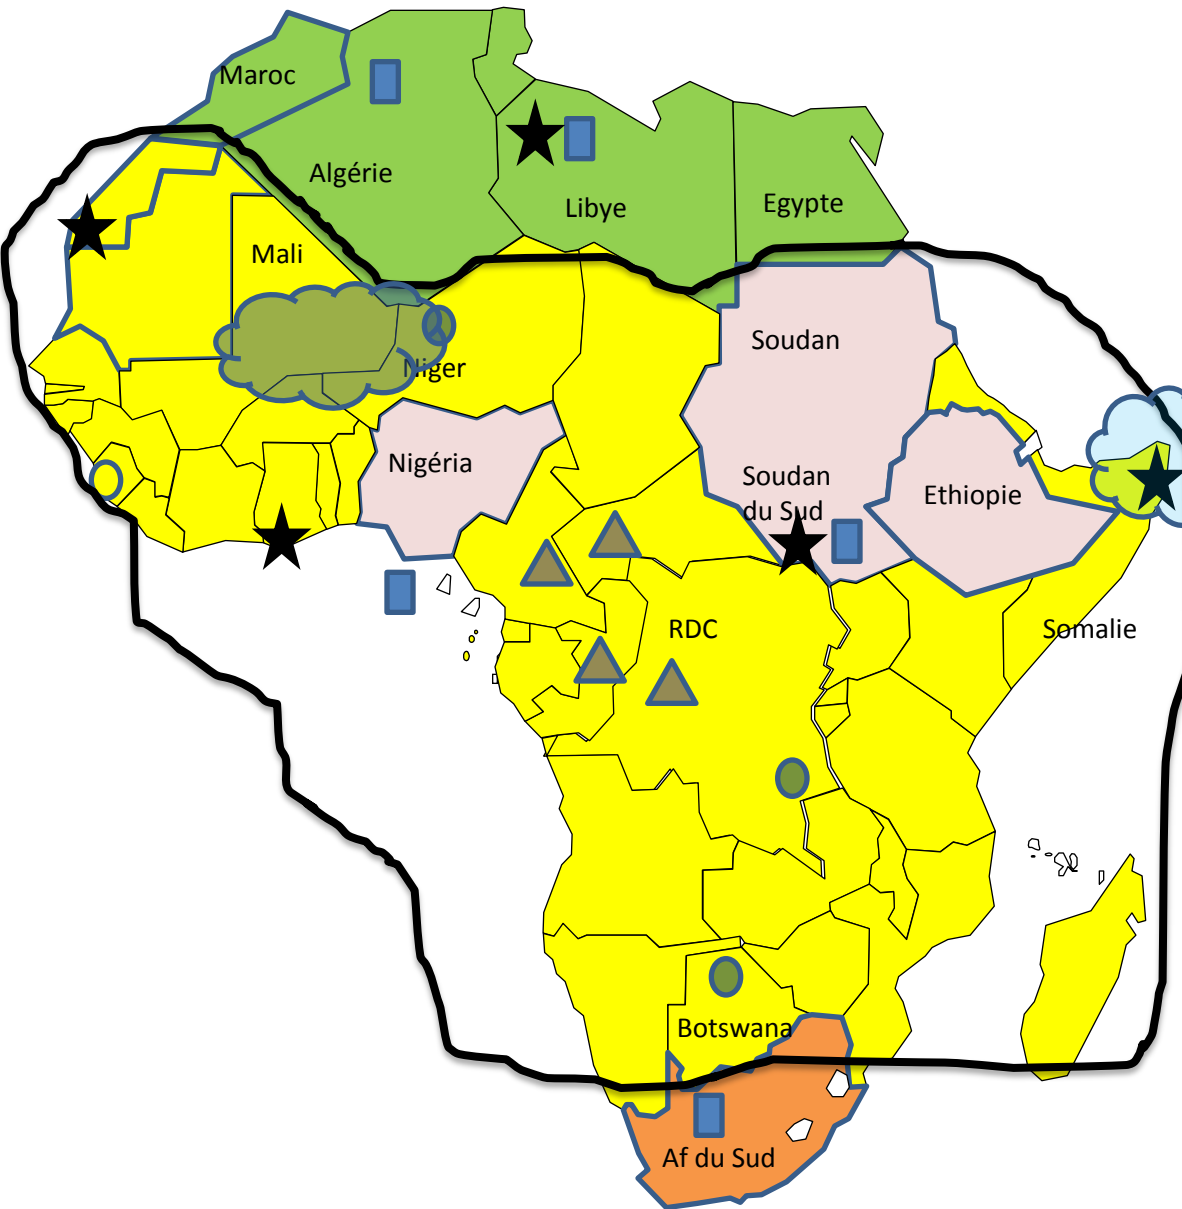 Maroc
Algérie
Libye
Egypte
Mali
Soudan
Niger
Nigéria
Soudan
du Sud
Ethiopie
RDC
Somalie
Botswana
Af du Sud